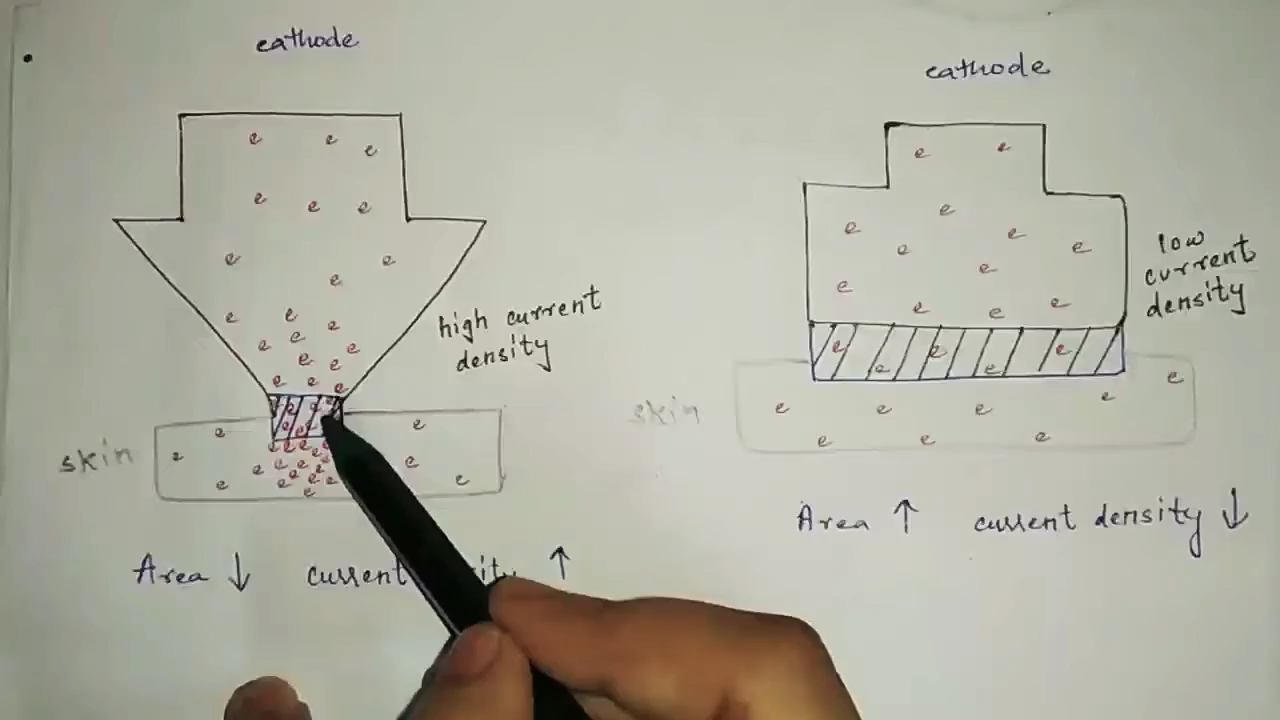 cathode
high current
density
skin
Area ↓ current ↑
cathode
low
current
density
skin
Area ↑ current density ↓